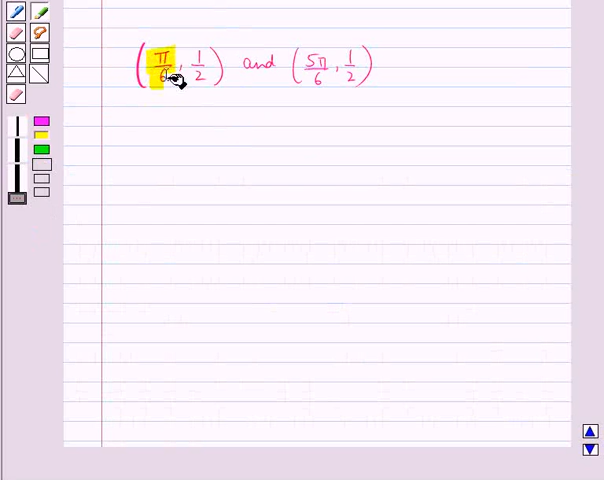 (π/6, 1/2) and (5π/6, 1/2)